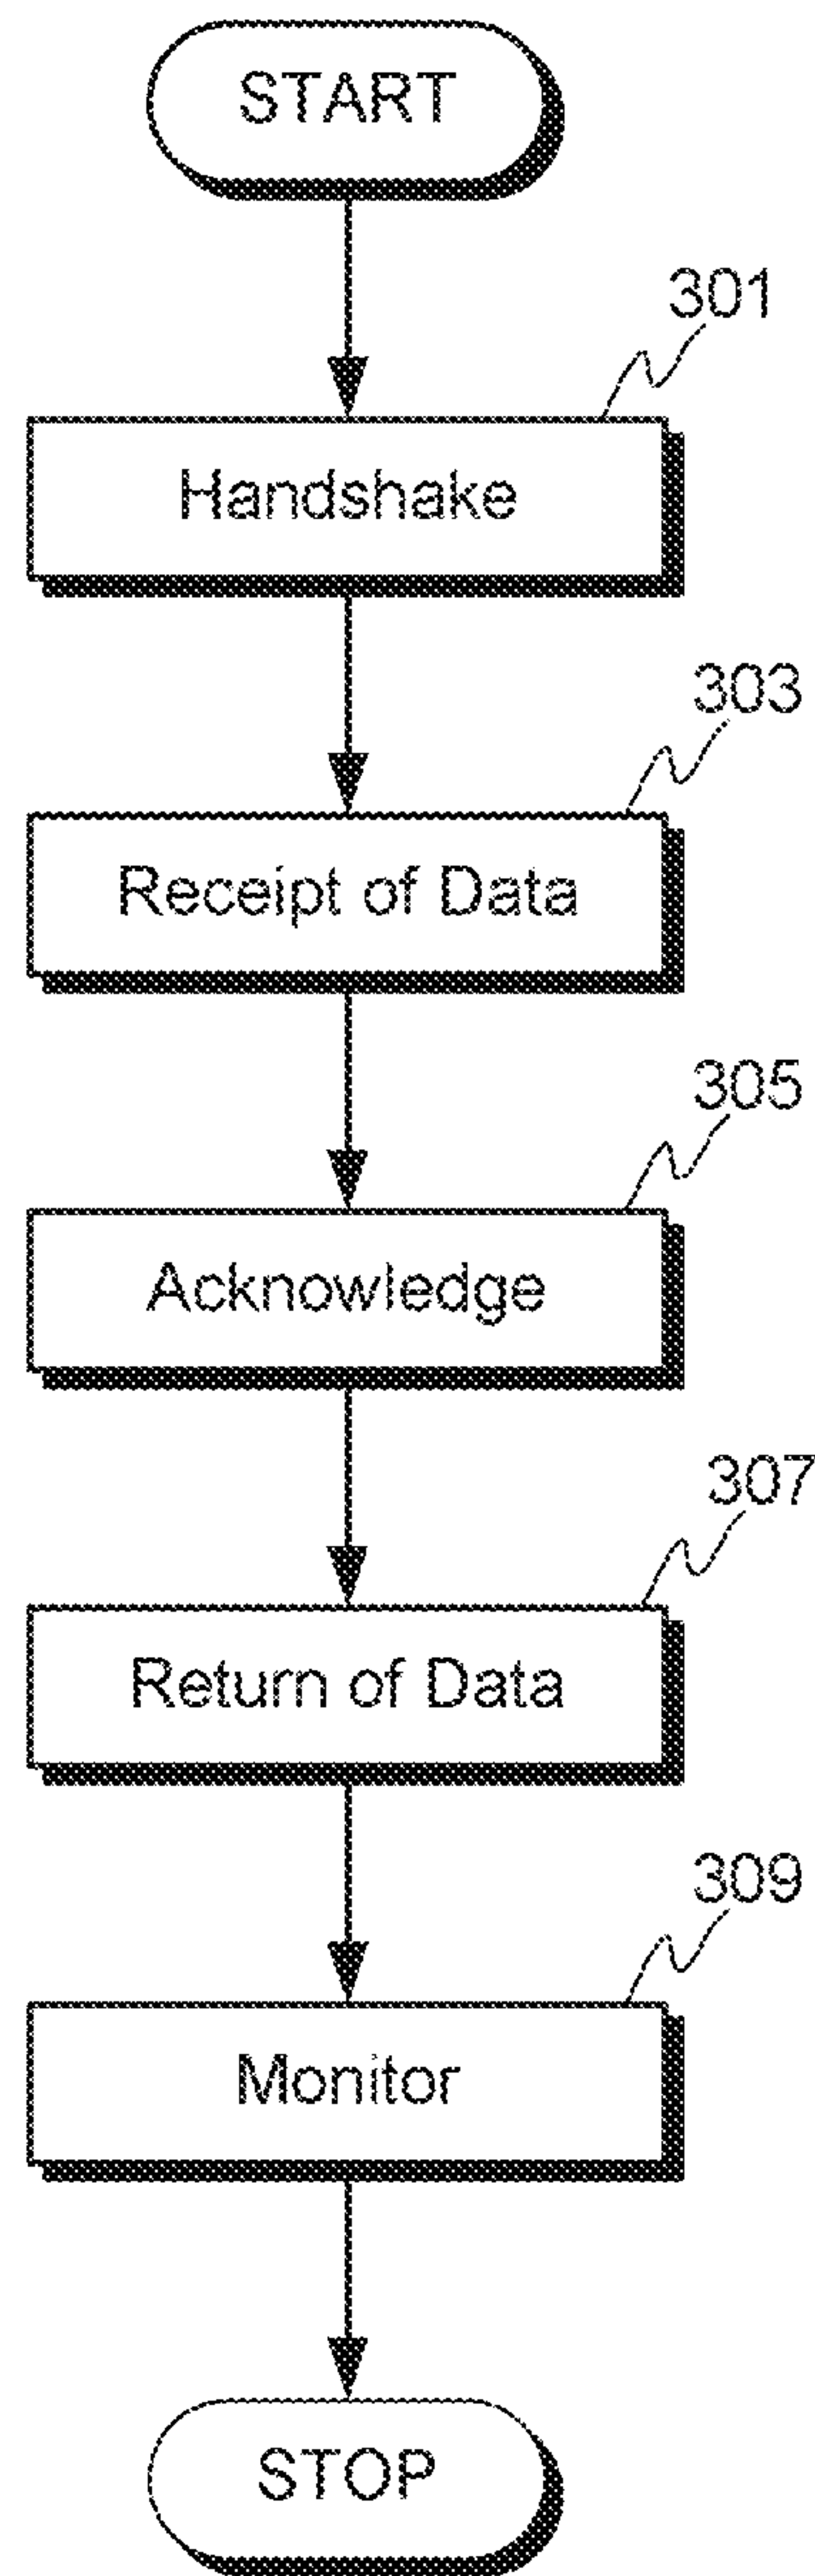 START
301
Handshake
303
Receipt of Data
305
Acknowledge
307
Return of Data
309
Monitor
STOP